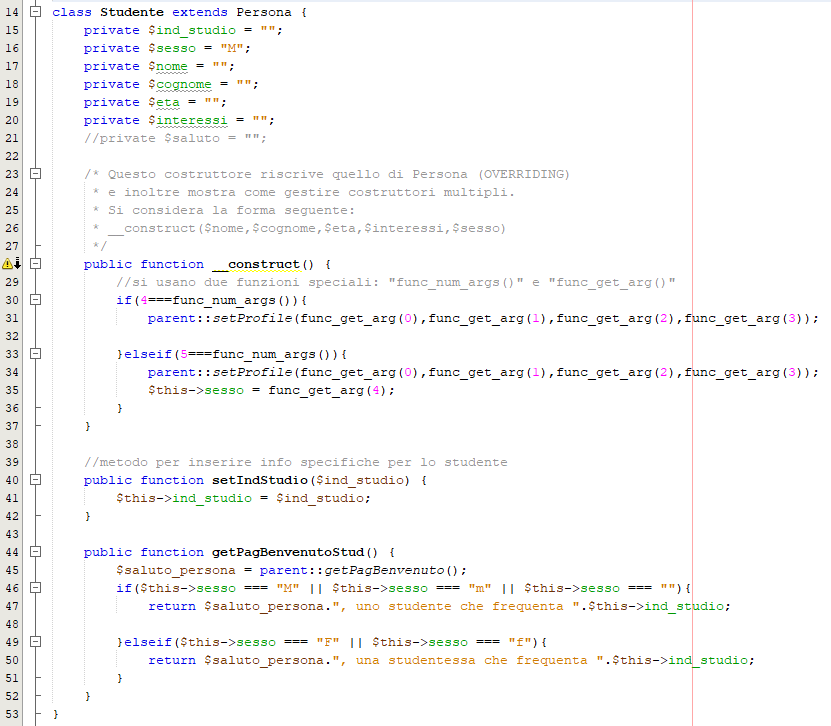 14 class Studente extends Persona {
15     private $ind_studio = "";
16     private $sesso = "M";
17     private $nome = "";
18     private $cognome = "";
19     private $eta = "";
20     private $interessi = "";
21     //private $saluto = "";
22
23     /* Questo costruttore riscrive quello di Persona (OVERRIDING)
24      * e inoltre mostra come gestire costruttori multipli.
25      * Si considera la forma seguente:
26      * __construct($nome,$cognome,$eta,$interessi,$sesso)
27      */
    public function __construct() {
29         //si usano due funzioni speciali: "func_num_args()" e "func_get_arg()"
30         if(4===func_num_args()){
31             parent::setProfile(func_get_arg(0),func_get_arg(1),func_get_arg(2),func_get_arg(3));
32
33         }elseif(5===func_num_args()){
34             parent::setProfile(func_get_arg(0),func_get_arg(1),func_get_arg(2),func_get_arg(3));
35             $this->sesso = func_get_arg(4);
36         }
37     }
38
39     //metodo per inserire info specifiche per lo studente
40     public function setIndStudio($ind_studio) {
41         $this->ind_studio = $ind_studio;
42     }
43
44     public function getPagBenvenutoStud() {
45         $saluto_persona = parent::getPagBenvenuto();
46         if($this->sesso === "M" || $this->sesso === "m" || $this->sesso === ""){
47             return $saluto_persona.", uno studente che frequenta ".$this->ind_studio;
48
49         }elseif($this->sesso === "F" || $this->sesso === "f"){
50             return $saluto_persona.", una studentessa che frequenta ".$this->ind_studio;
51         }
52     }
53 }